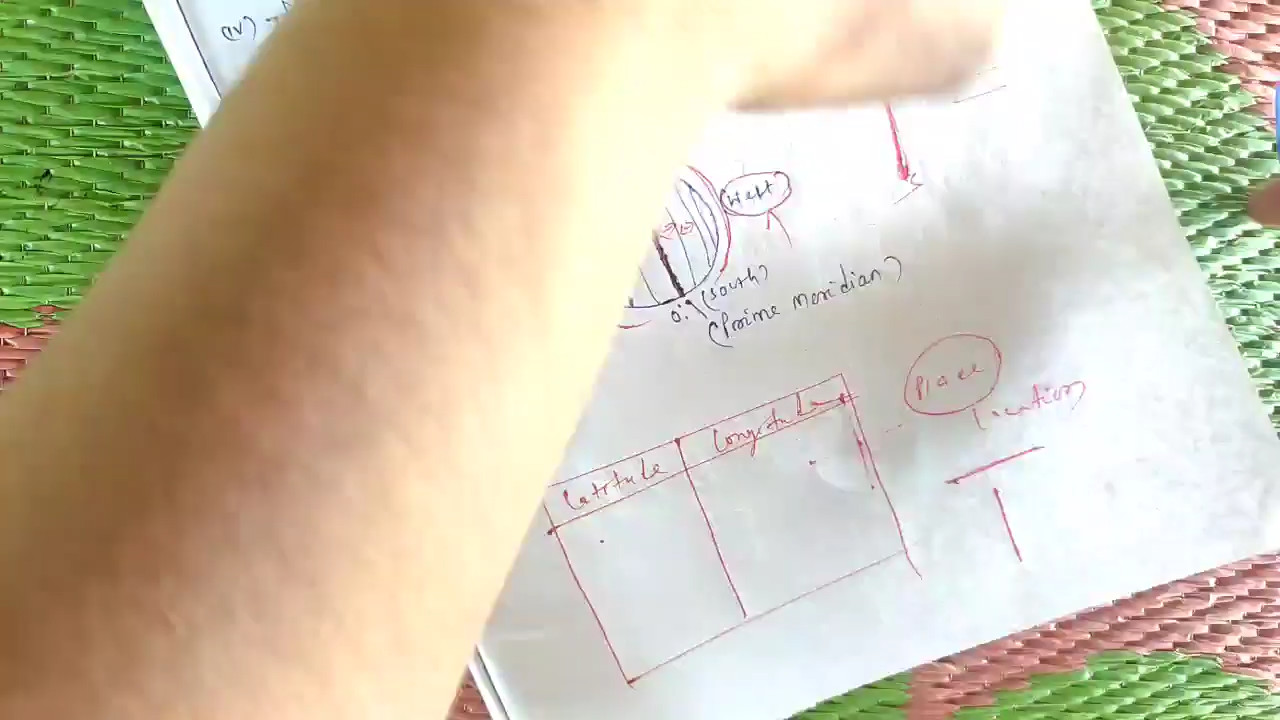 (iv)
West
0° (South)
(Prime Meridian)
Place
Location
Latitude Longitude